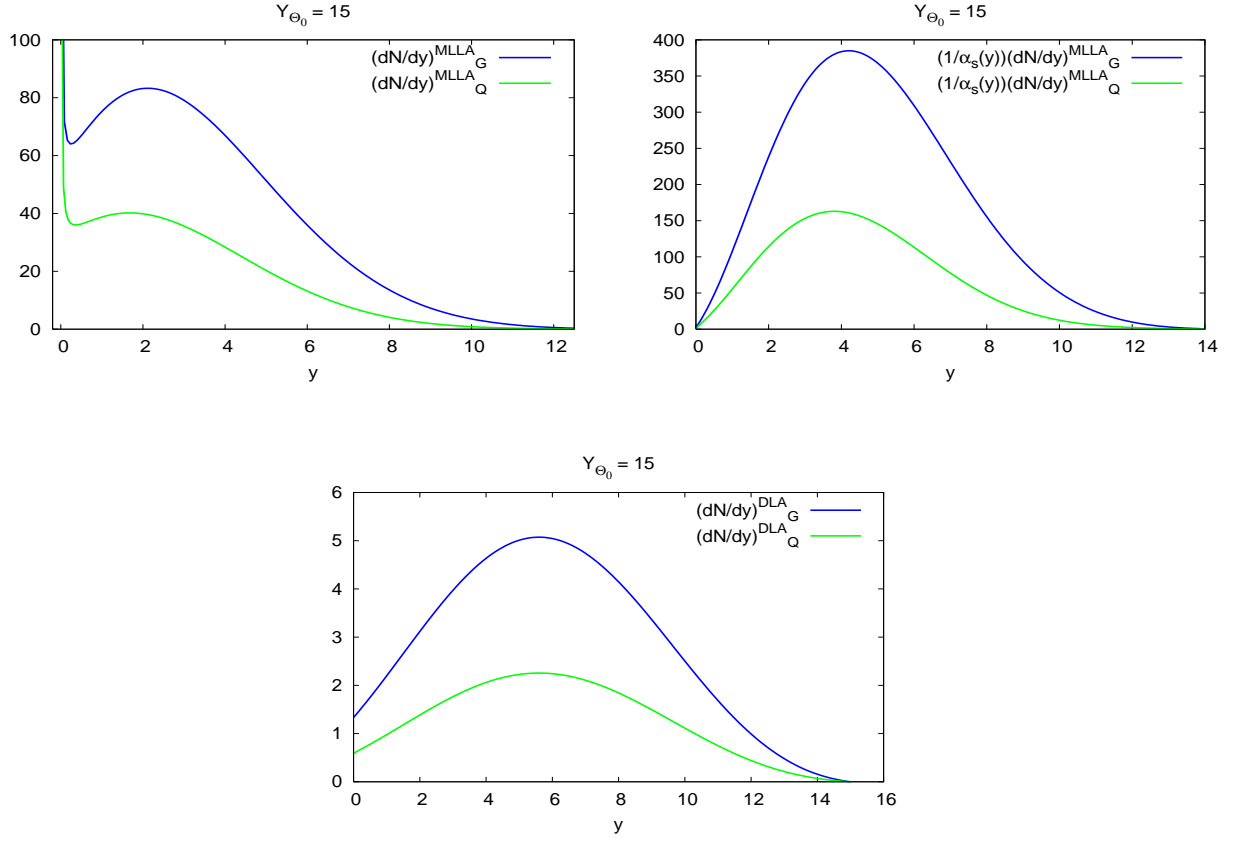 Y_Θ₀ = 15
100
80
60
40
20
0
0 2 4 6 8 10 12
y
(dN/dy)^MLLA_G
(dN/dy)^MLLA_Q
Y_Θ₀ = 15
400
350
300
250
200
150
100
50
0
0 2 4 6 8 10 12 14
y
(1/α_s(y))(dN/dy)^MLLA_G
(1/α_s(y))(dN/dy)^MLLA_Q
Y_Θ₀ = 15
6
5
4
3
2
1
0
0 2 4 6 8 10 12 14 16
y
(dN/dy)^DLA_G
(dN/dy)^DLA_Q